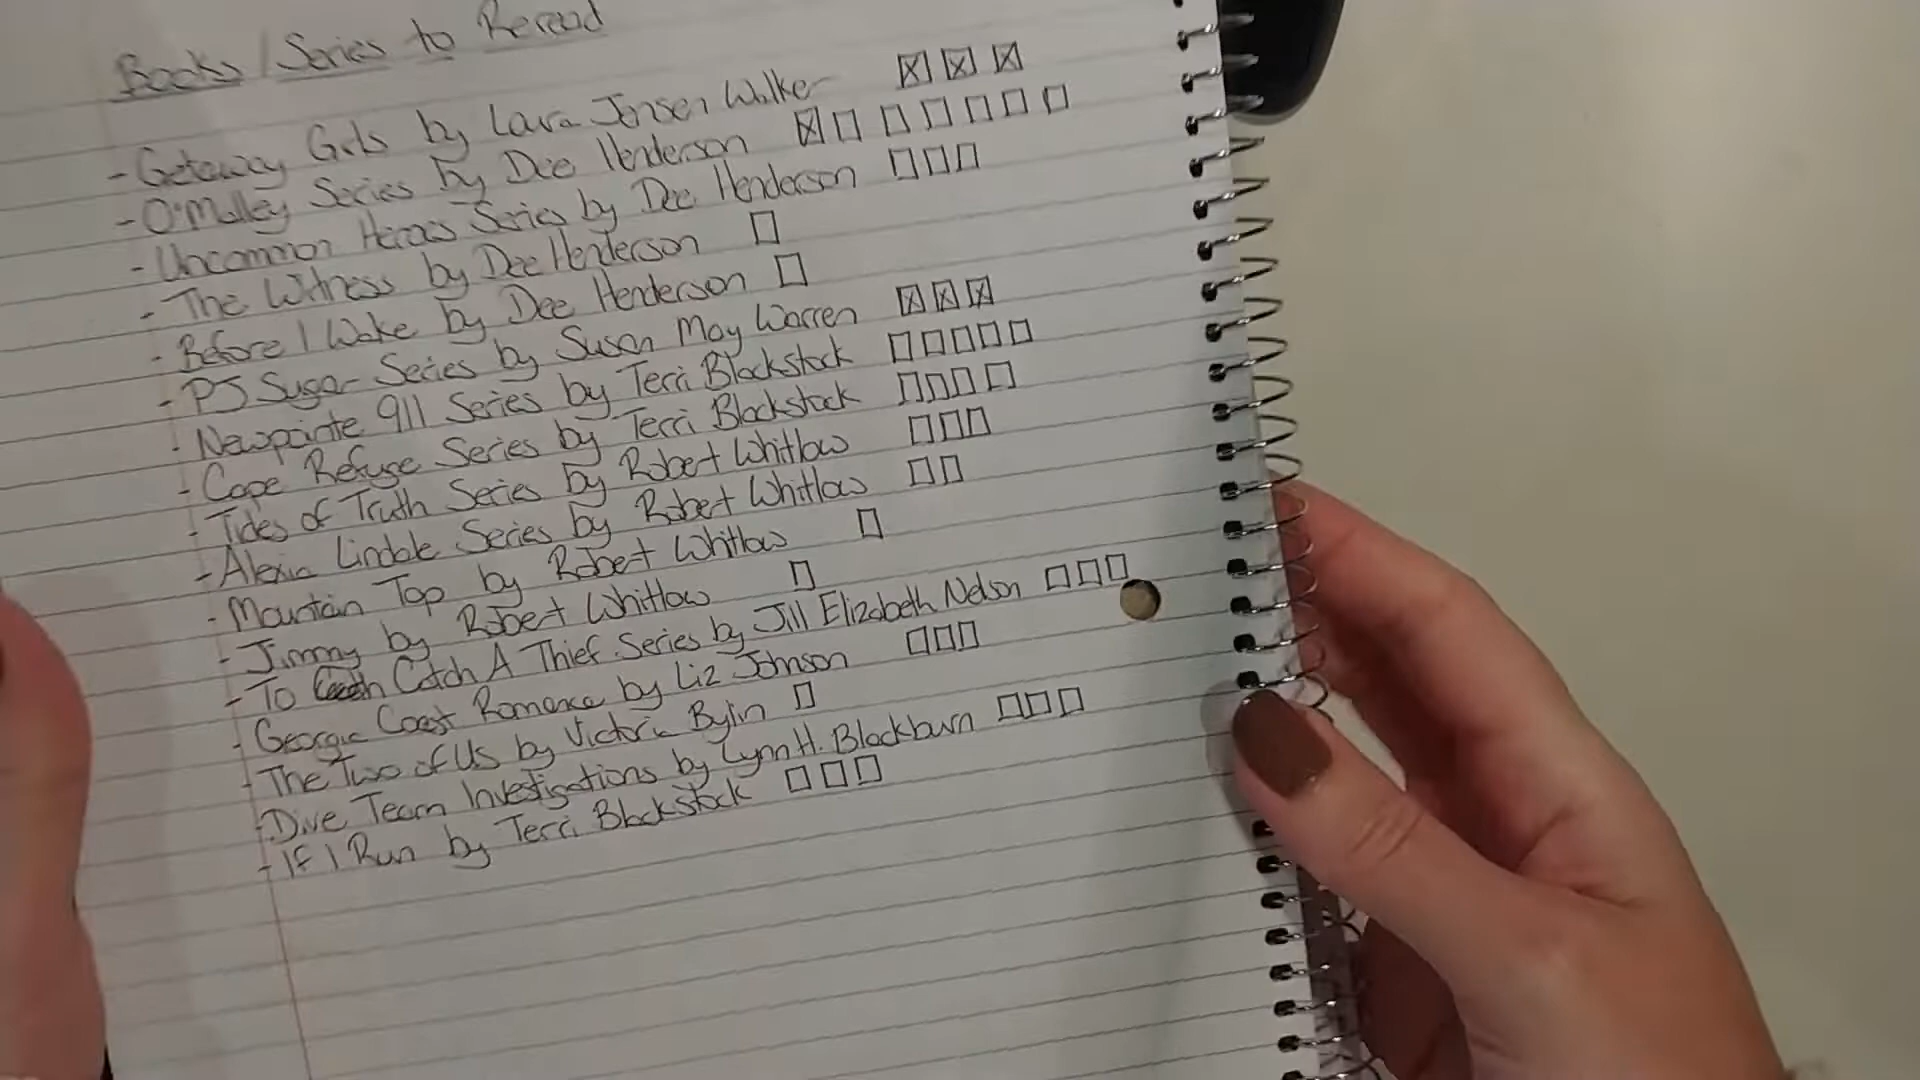 Books/Series to Reread
- Getaway Girls by Lara Jensen Walker ☒ ☒ ☒
- O'Malley Series by Dee Henderson ☒ ☐ ☐ ☐ ☐ ☐ ☐
- Uncommon Heroes Series by Dee Henderson ☐ ☐ ☐
- The Witness by Dee Henderson ☐
- Before I Wake by Dee Henderson ☐
- PJ Sugar Series by Susan May Warren ☒ ☒ ☒
- Newpointe 911 Series by Terri Blackstock ☐ ☐ ☐ ☐ ☐
- Cape Refuge Series by Terri Blackstock ☐ ☐ ☐ ☐
- Tides of Truth Series by Robert Whitlow ☐ ☐ ☐
- Alexia Lindale Series by Robert Whitlow ☐ ☐
- Mountain Top by Robert Whitlow ☐
- Jimmy by Robert Whitlow ☐
- To Catch A Thief Series by Jill Elizabeth Nelson ☐ ☐ ☐
- Georgia Coast Romance by Liz Johnson ☐ ☐ ☐
- The Two of Us by Victoria Bylin ☐
- Dive Team Investigations by Lynn H. Blackburn ☐ ☐ ☐
- If I Run by Terri Blackstock ☐ ☐ ☐